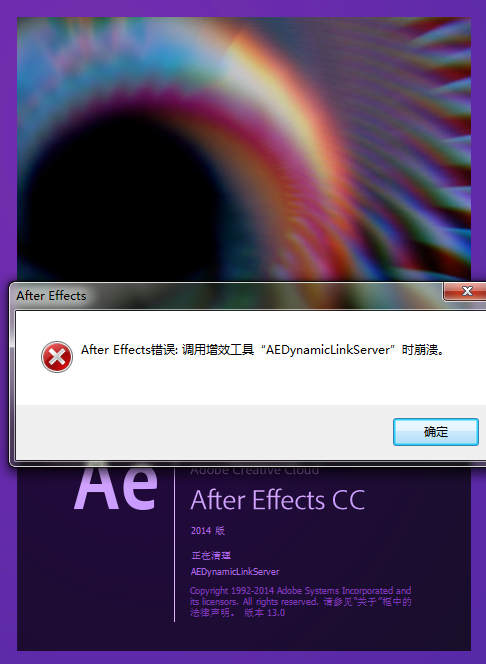 After Effects
After Effects错误: 调用增效工具“AEDynamicLinkServer”时崩溃。
确定
Ae
Adobe Creative Cloud
After Effects CC
2014 版
正在清理
AEDynamicLinkServer
Copyright 1992-2014 Adobe Systems Incorporated and
its licensors. All rights reserved. 请参见“关于”框中的
法律声明。 版本 13.0